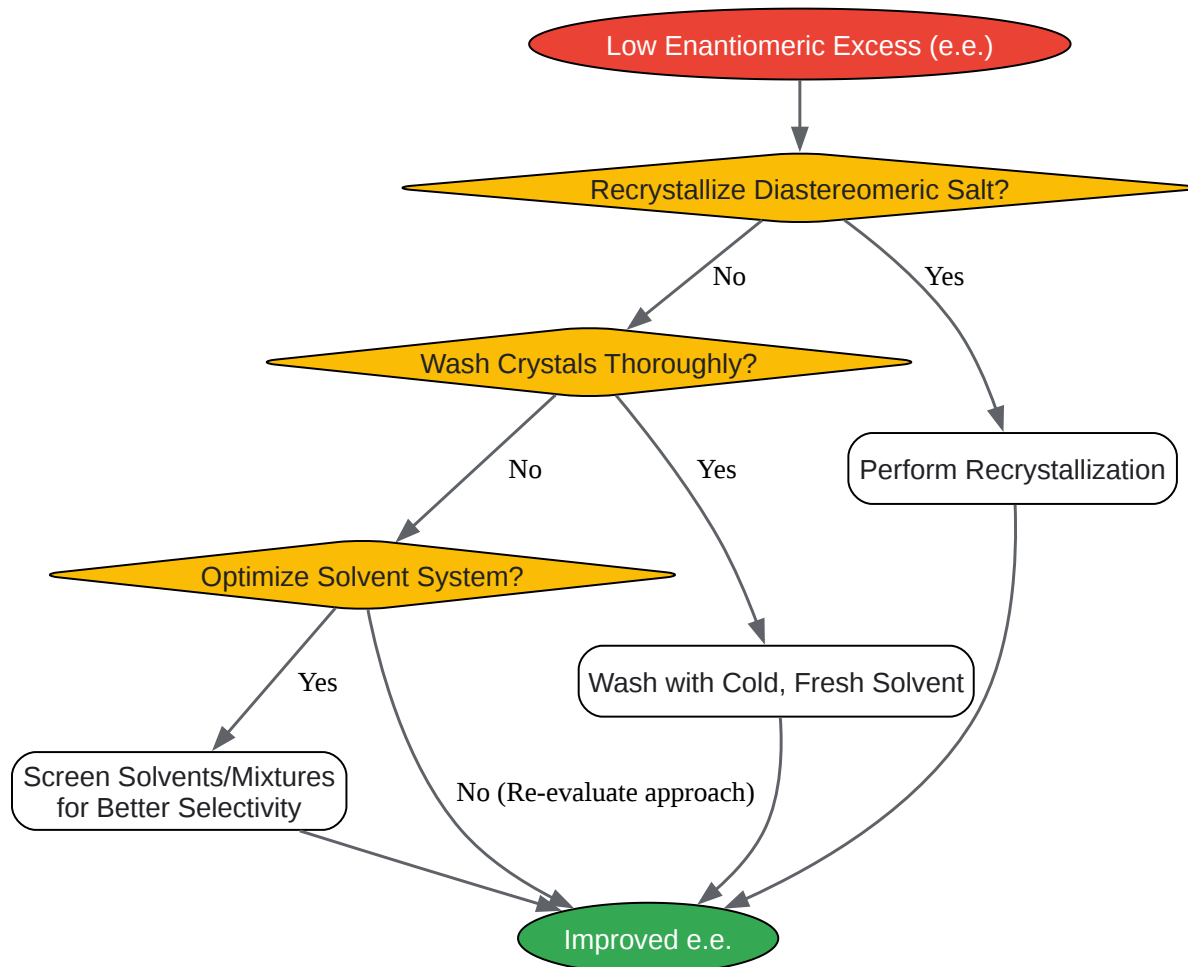 Low Enantiomeric Excess (e.e.)
Recrystallize Diastereomeric Salt?
No
Yes
Wash Crystals Thoroughly?
Perform Recrystallization
No
Yes
Optimize Solvent System?
Yes
Wash with Cold, Fresh Solvent
Screen Solvents/Mixtures
for Better Selectivity
No (Re-evaluate approach)
Improved e.e.